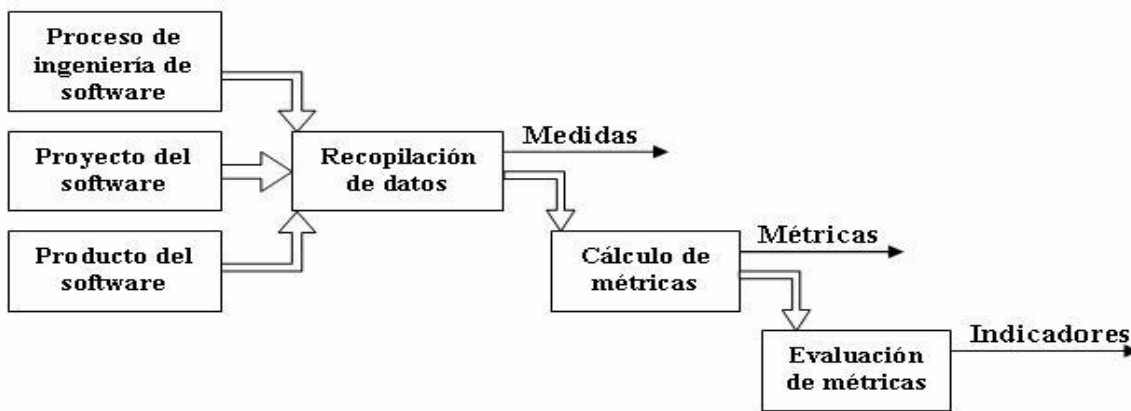 Proceso de
ingeniería de
software
Proyecto del
software
Producto del
software
Recopilación
de datos
Medidas
Cálculo de
métricas
Métricas
Evaluación
de métricas
Indicadores